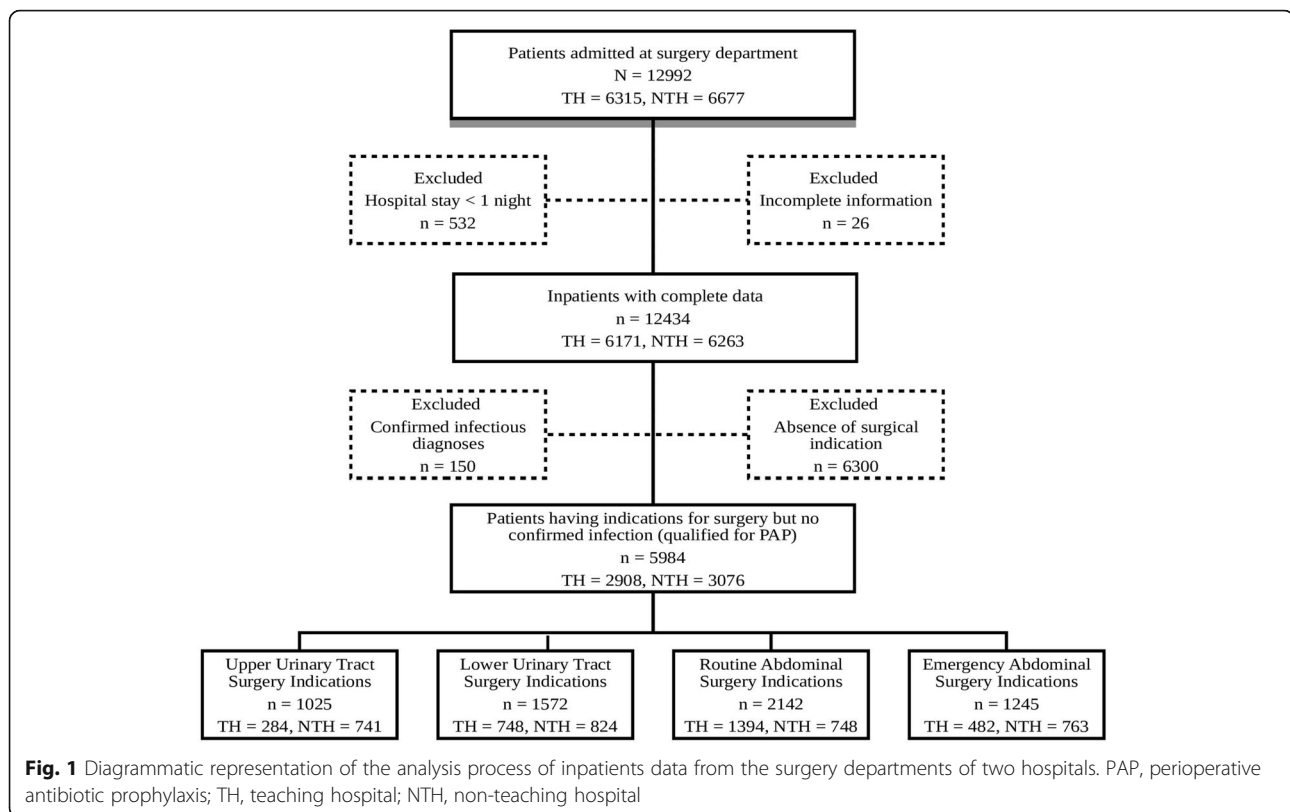 Patients admitted at surgery department
N = 12992
TH = 6315, NTH = 6677
Excluded
Hospital stay < 1 night
n = 532
Excluded
Incomplete information
n = 26
Inpatients with complete data
n = 12434
TH = 6171, NTH = 6263
Excluded
Confirmed infectious
diagnoses
n = 150
Excluded
Absence of surgical
indication
n = 6300
Patients having indications for surgery but no
confirmed infection (qualified for PAP)
n = 5984
TH = 2908, NTH = 3076
Upper Urinary Tract
Surgery Indications
n = 1025
TH = 284, NTH = 741
Lower Urinary Tract
Surgery Indications
n = 1572
TH = 748, NTH = 824
Routine Abdominal
Surgery Indications
n = 2142
TH = 1394, NTH = 748
Emergency Abdominal
Surgery Indications
n = 1245
TH = 482, NTH = 763
Fig. 1 Diagrammatic representation of the analysis process of inpatients data from the surgery departments of two hospitals. PAP, perioperative
antibiotic prophylaxis; TH, teaching hospital; NTH, non-teaching hospital